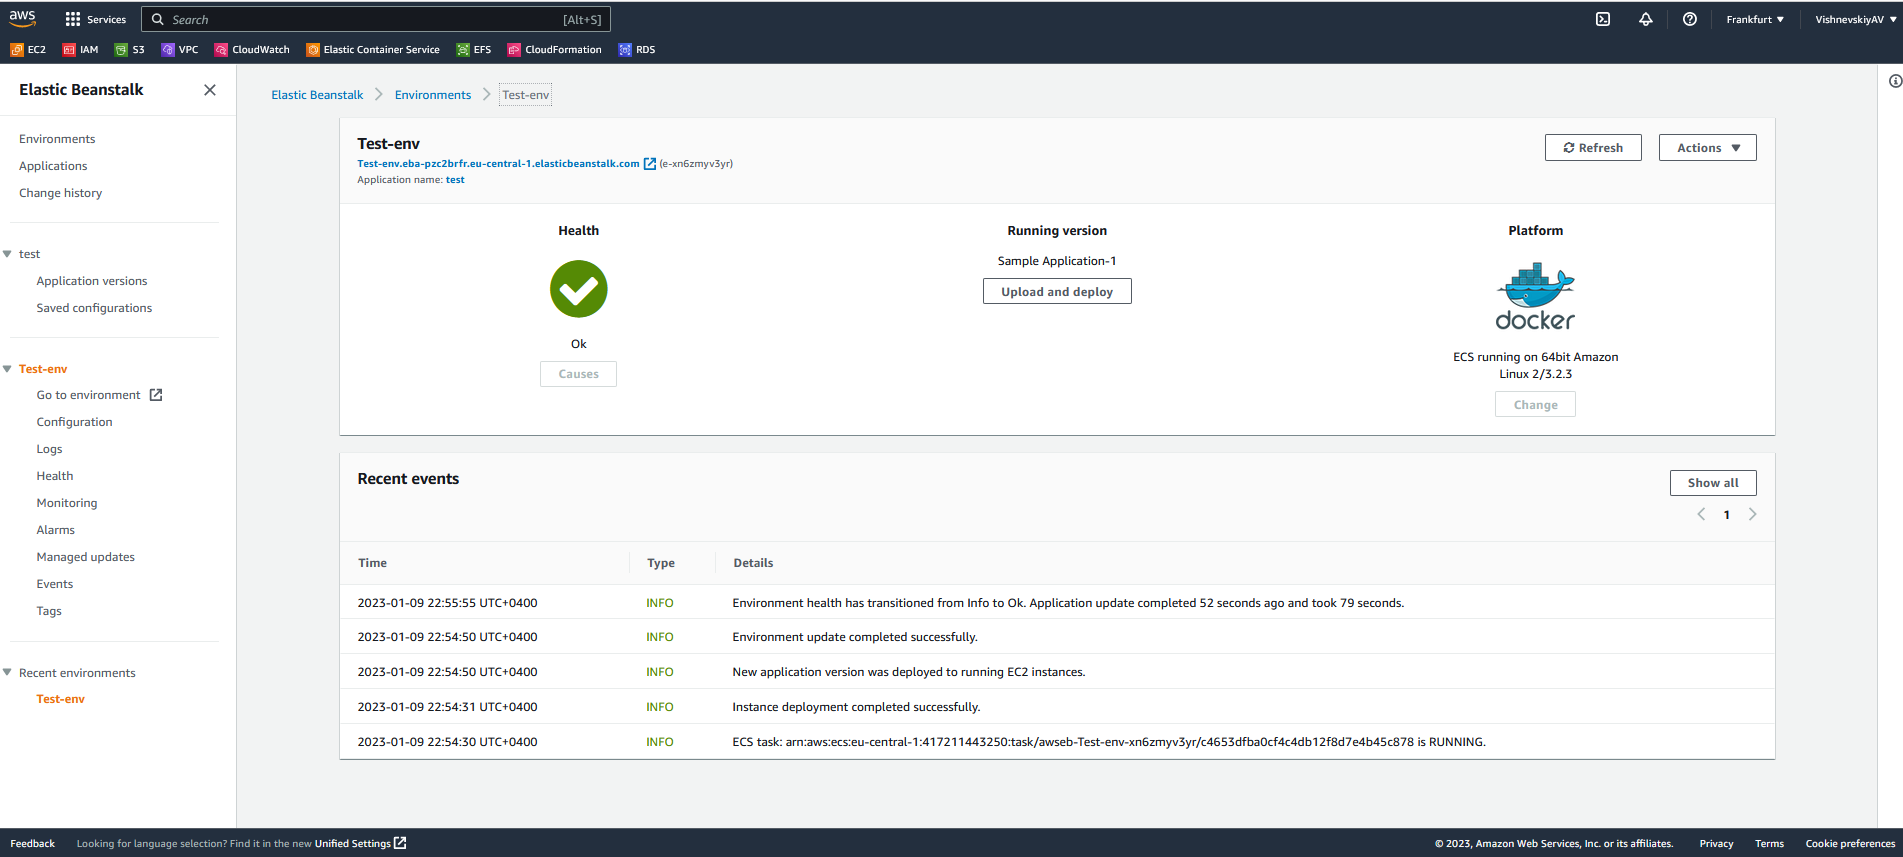 aws
Services
Search
[Alt+S]
Frankfurt
VishnevskiyAV
EC2
IAM
S3
VPC
CloudWatch
Elastic Container Service
EFS
CloudFormation
RDS
Elastic Beanstalk
Environments
Applications
Change history
test
Application versions
Saved configurations
Test-env
Go to environment
Configuration
Logs
Health
Monitoring
Alarms
Managed updates
Events
Tags
Recent environments
Test-env
Elastic Beanstalk
Environments
Test-env
Test-env
Test-env.eba-pzc2brfr.eu-central-1.elasticbeanstalk.com (e-xn6zmyv3yr)
Application name: test
Refresh
Actions
Health
Ok
Causes
Running version
Sample Application-1
Upload and deploy
Platform
docker
ECS running on 64bit Amazon
Linux 2/3.2.3
Change
Recent events
Show all
1
Time Type Details
2023-01-09 22:55:55 UTC+0400 INFO Environment health has transitioned from Info to Ok. Application update completed 52 seconds ago and took 79 seconds.
2023-01-09 22:54:50 UTC+0400 INFO Environment update completed successfully.
2023-01-09 22:54:50 UTC+0400 INFO New application version was deployed to running EC2 instances.
2023-01-09 22:54:31 UTC+0400 INFO Instance deployment completed successfully.
2023-01-09 22:54:30 UTC+0400 INFO ECS task: arn:aws:ecs:eu-central-1:417211443250:task/awseb-Test-env-xn6zmyv3yr/c4653dfba0cf4c4db12f8d7e4b45c878 is RUNNING.
Feedback
Looking for language selection? Find it in the new Unified Settings
© 2023, Amazon Web Services, Inc. or its affiliates.
Privacy
Terms
Cookie preferences